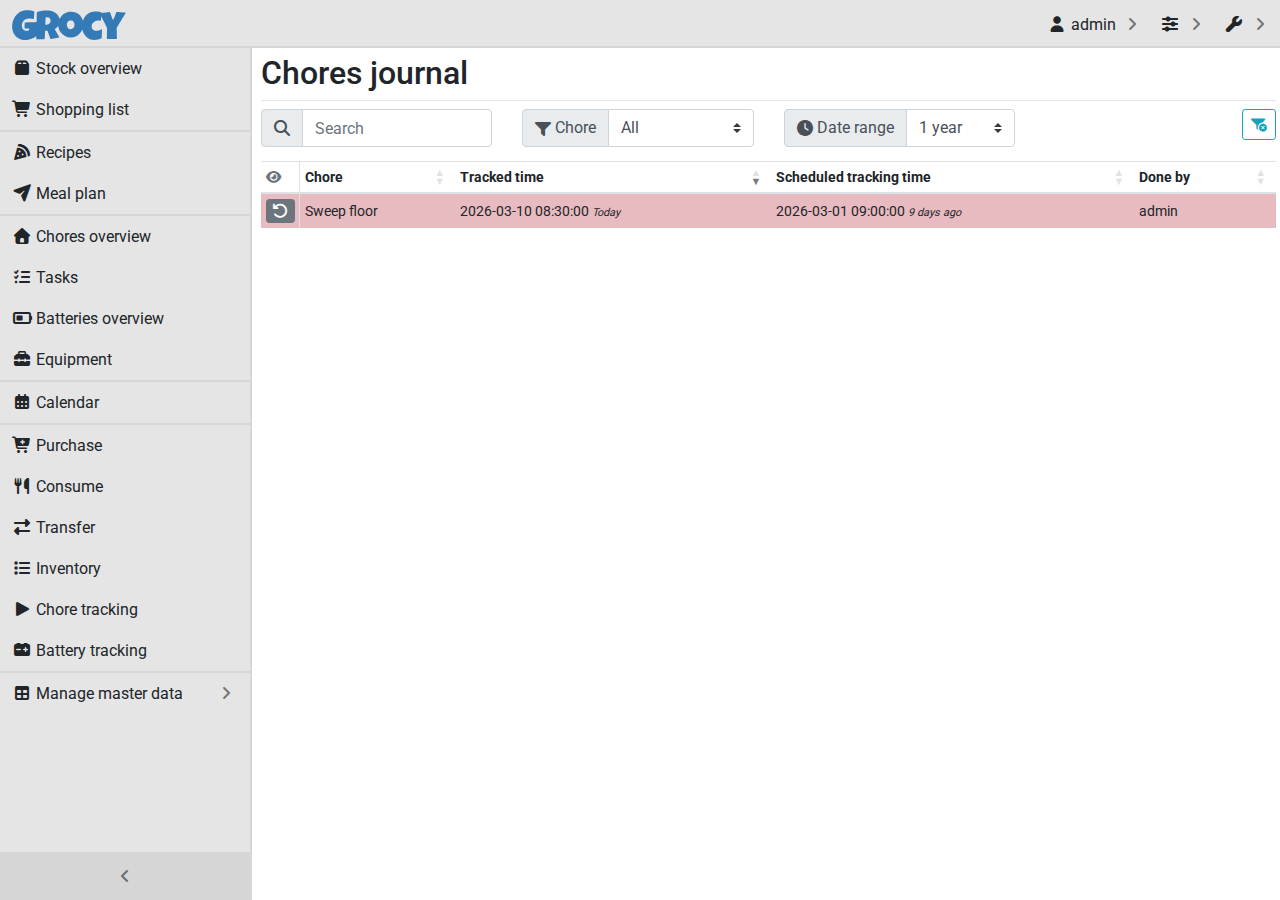 GROCY
admin
Stock overview
Shopping list
Recipes
Meal plan
Chores overview
Tasks
Batteries overview
Equipment
Calendar
Purchase
Consume
Transfer
Inventory
Chore tracking
Battery tracking
Manage master data
Chores journal
Search
Chore All
Date range 1 year
Chore Tracked time Scheduled tracking time Done by
Sweep floor 2026-03-10 08:30:00 Today 2026-03-01 09:00:00 9 days ago admin